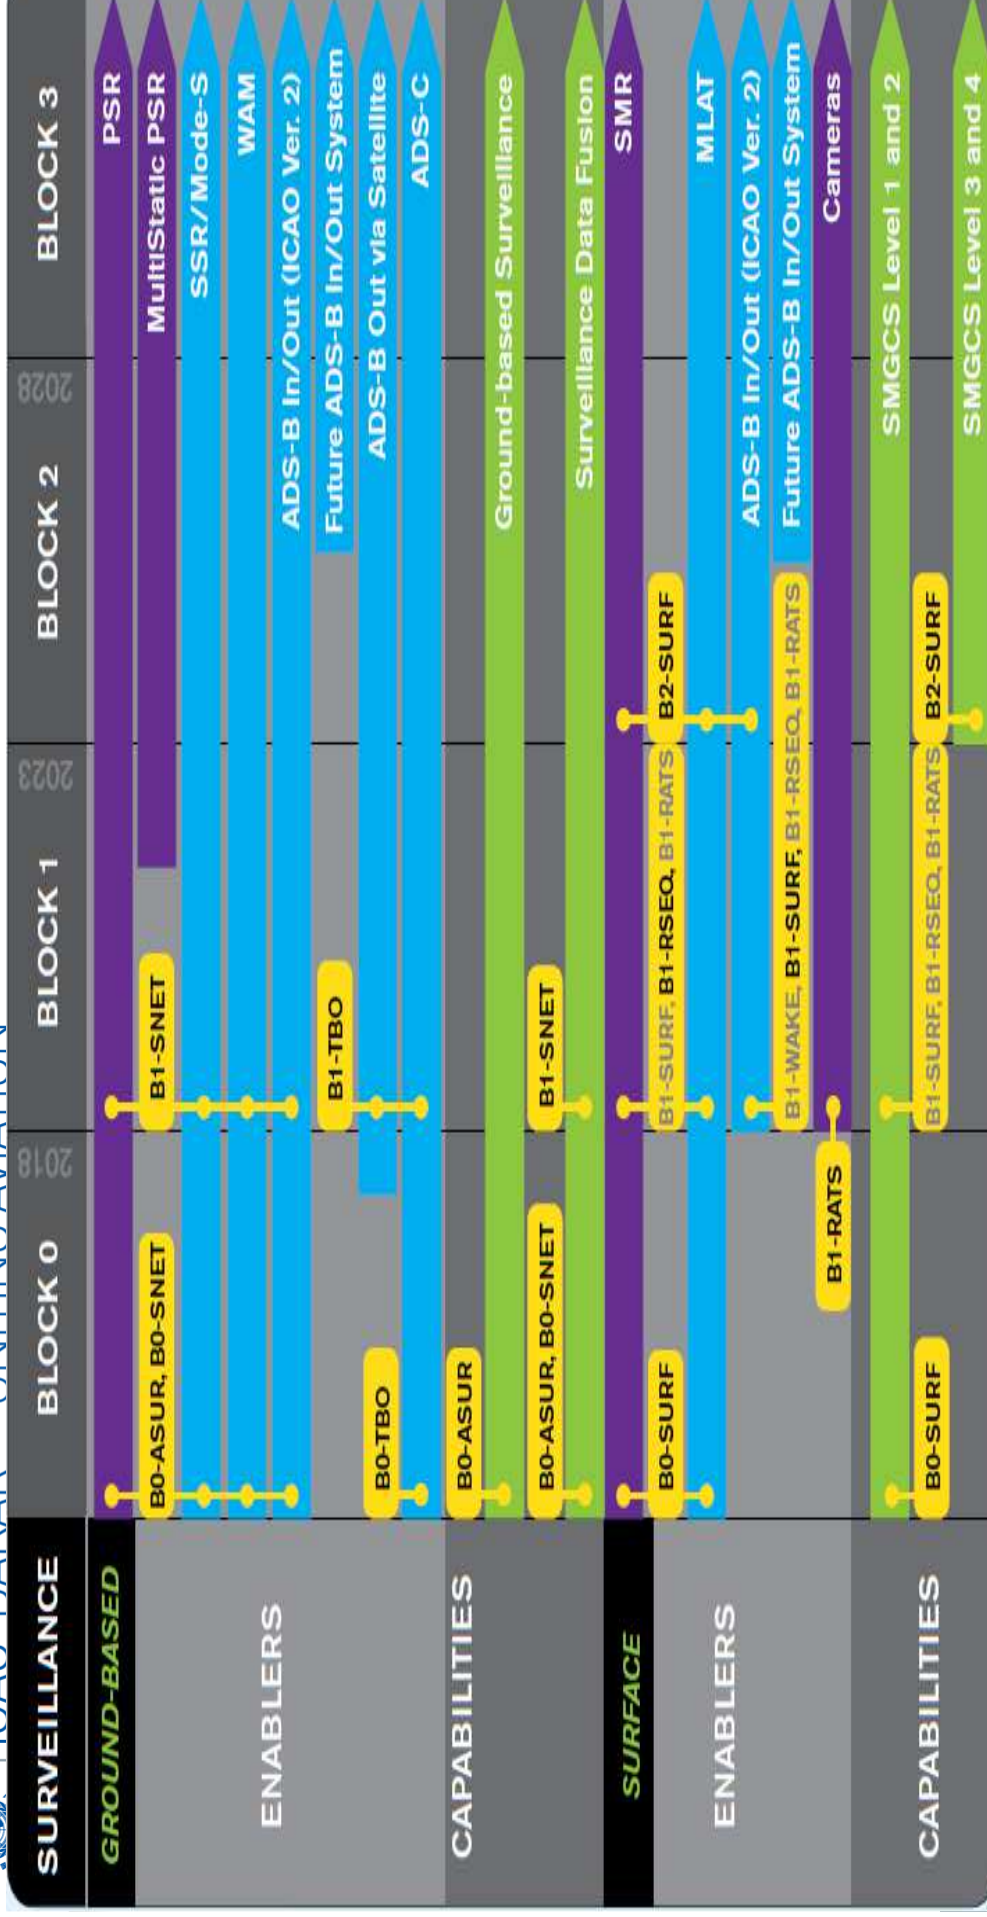 SURVEILLANCE BLOCK 0 2018 BLOCK 1 2023 BLOCK 2 2028 BLOCK 3
GROUND-BASED
PSR
ENABLERS
B0-ASUR, B0-SNET B1-SNET MultiStatic PSR
SSR/Mode-S
WAM
ADS-B In/Out (ICAO Ver. 2)
B1-TBO Future ADS-B In/Out System
B0-TBO ADS-B Out via Satellite
ADS-C
CAPABILITIES
B0-ASUR
Ground-based Surveillance
B0-ASUR, B0-SNET B1-SNET
Surveillance Data Fusion
SURFACE
SMR
ENABLERS
B0-SURF B1-SURF, B1-RSEQ, B1-RATS B2-SURF
MLAT
ADS-B In/Out (ICAO Ver. 2)
B1-WAKE, B1-SURF, B1-RSEQ, B1-RATS Future ADS-B In/Out System
B1-RATS Cameras
CAPABILITIES
SMGCS Level 1 and 2
B0-SURF B1-SURF, B1-RSEQ, B1-RATS B2-SURF
SMGCS Level 3 and 4